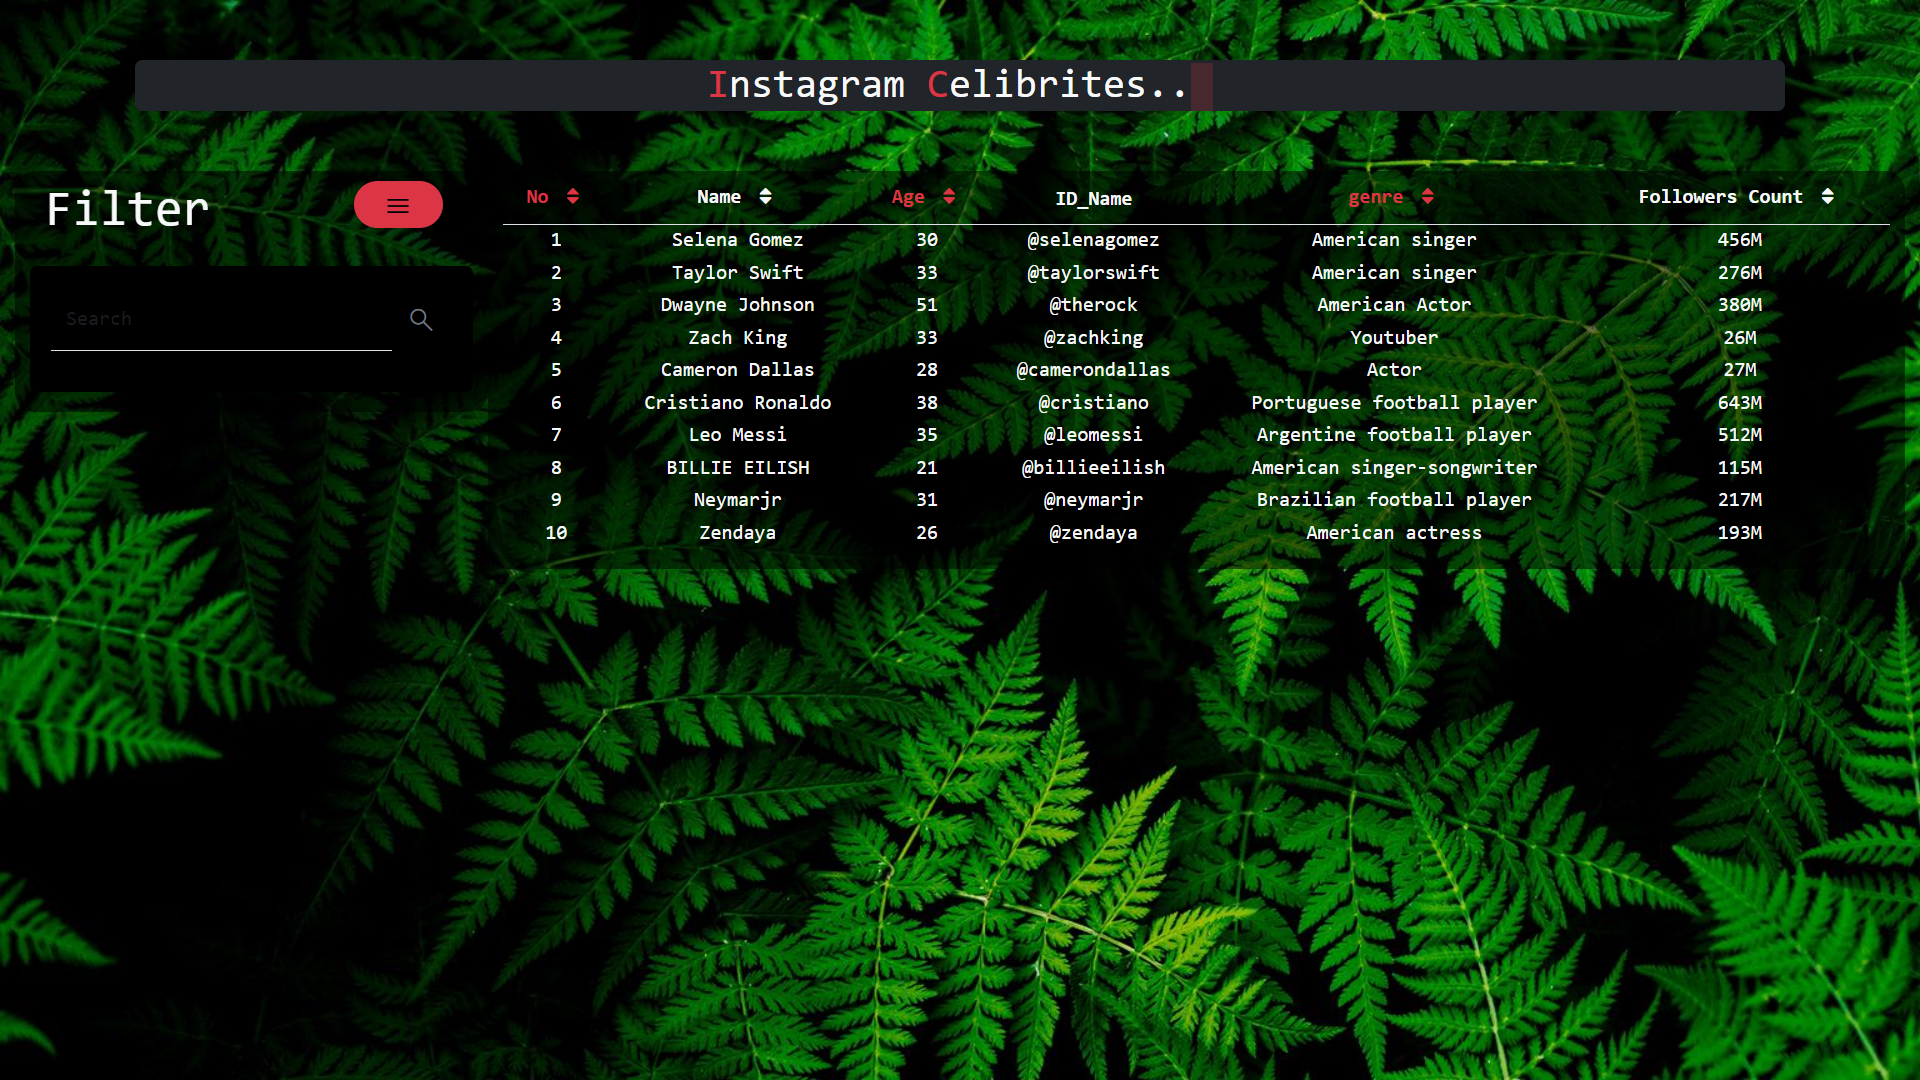 Instagram Celibrites..
Filter
Search
No Name Age ID_Name genre Followers Count
1 Selena Gomez 30 @selenagomez American singer 456M
2 Taylor Swift 33 @taylorswift American singer 276M
3 Dwayne Johnson 51 @therock American Actor 380M
4 Zach King 33 @zachking Youtuber 26M
5 Cameron Dallas 28 @camerondallas Actor 27M
6 Cristiano Ronaldo 38 @cristiano Portuguese football player 643M
7 Leo Messi 35 @leomessi Argentine football player 512M
8 BILLIE EILISH 21 @billieeilish American singer-songwriter 115M
9 Neymarjr 31 @neymarjr Brazilian football player 217M
10 Zendaya 26 @zendaya American actress 193M